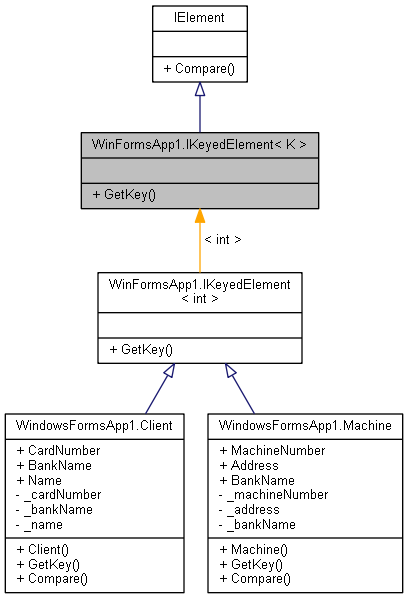 IElement
+ Compare()
WinFormsApp1.IKeyedElement< K >
+ GetKey()
< int >
WinFormsApp1.IKeyedElement
< int >
+ GetKey()
WindowsFormsApp1.Client
+ CardNumber
+ BankName
+ Name
- _cardNumber
- _bankName
- _name
+ Client()
+ GetKey()
+ Compare()
WindowsFormsApp1.Machine
+ MachineNumber
+ Address
+ BankName
- _machineNumber
- _address
- _bankName
+ Machine()
+ GetKey()
+ Compare()